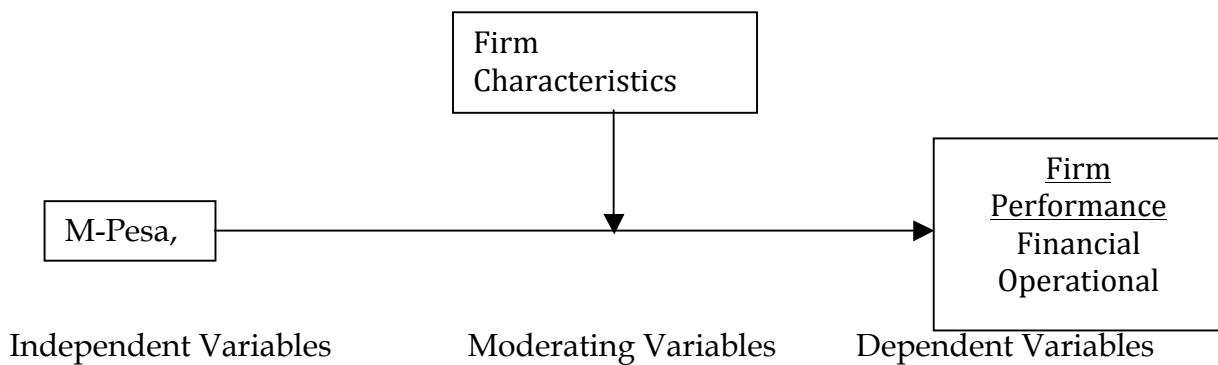 Firm
Characteristics
Firm
Performance
Financial
Operational
M-Pesa,
Independent Variables
Moderating Variables
Dependent Variables